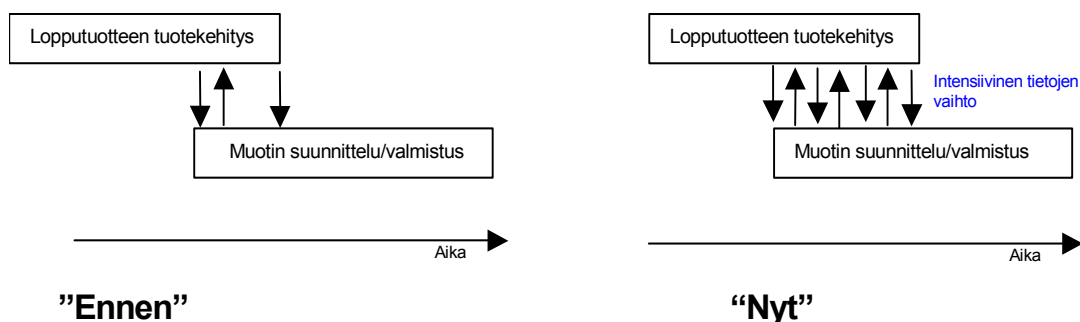 Lopputuotteen tuotekehitys
Muotin suunnittelu/valmistus
Aika
”Ennen”
Lopputuotteen tuotekehitys
Intensiivinen tietojen
vaihto
Muotin suunnittelu/valmistus
Aika
“Nyt”